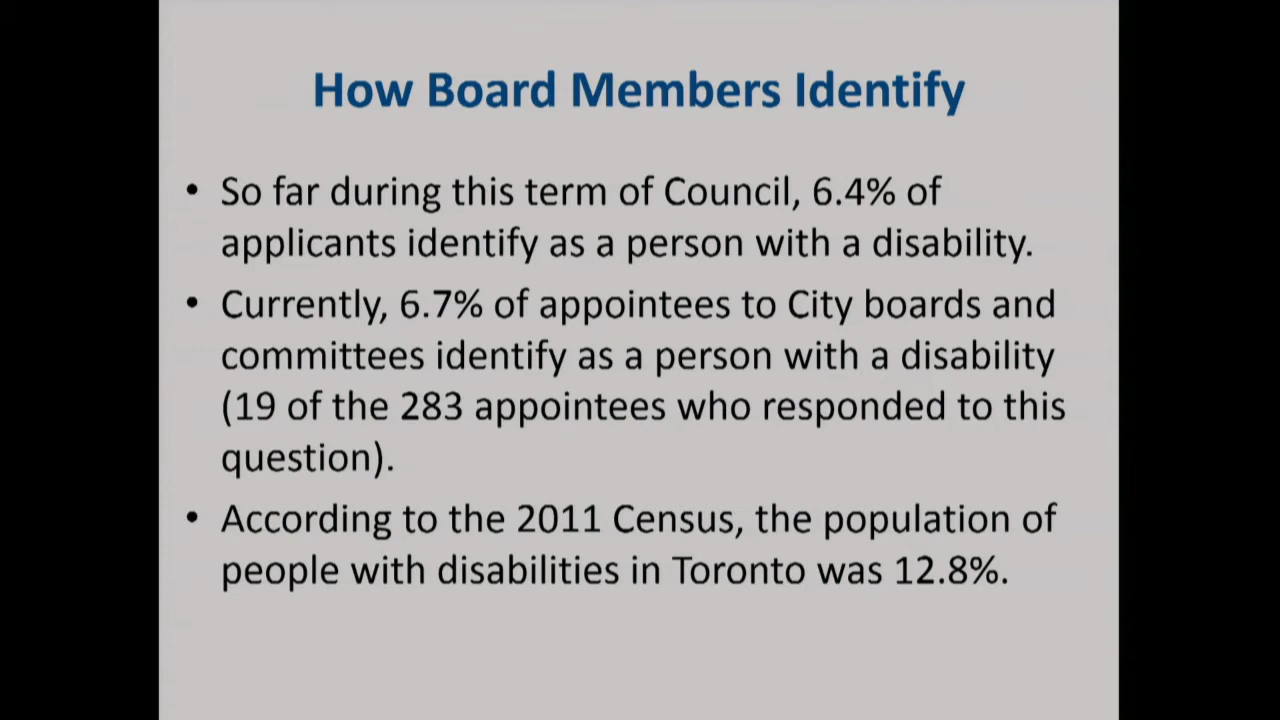 How Board Members Identify
• So far during this term of Council, 6.4% of
applicants identify as a person with a disability.
• Currently, 6.7% of appointees to City boards and
committees identify as a person with a disability
(19 of the 283 appointees who responded to this
question).
• According to the 2011 Census, the population of
people with disabilities in Toronto was 12.8%.